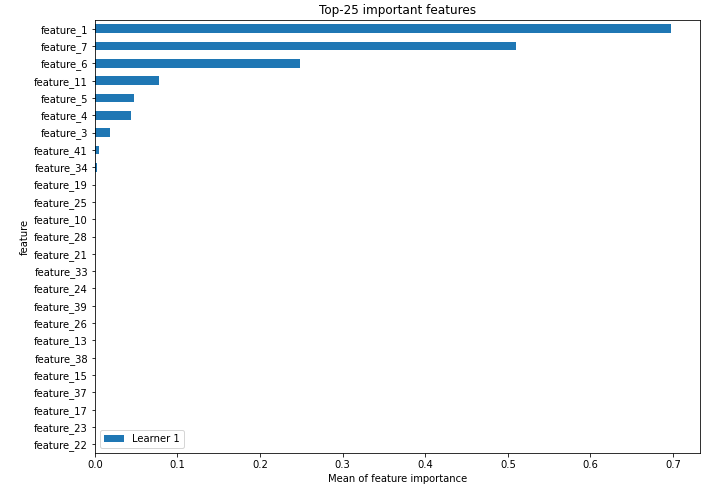 Top-25 important features
feature_1
feature_7
feature_6
feature_11
feature_5
feature_4
feature_3
feature_41
feature_34
feature_19
feature_25
feature_10
feature_28
feature_21
feature_33
feature_24
feature_39
feature_26
feature_13
feature_38
feature_15
feature_37
feature_17
feature_23
feature_22
feature
Learner 1
0.0 0.1 0.2 0.3 0.4 0.5 0.6 0.7
Mean of feature importance